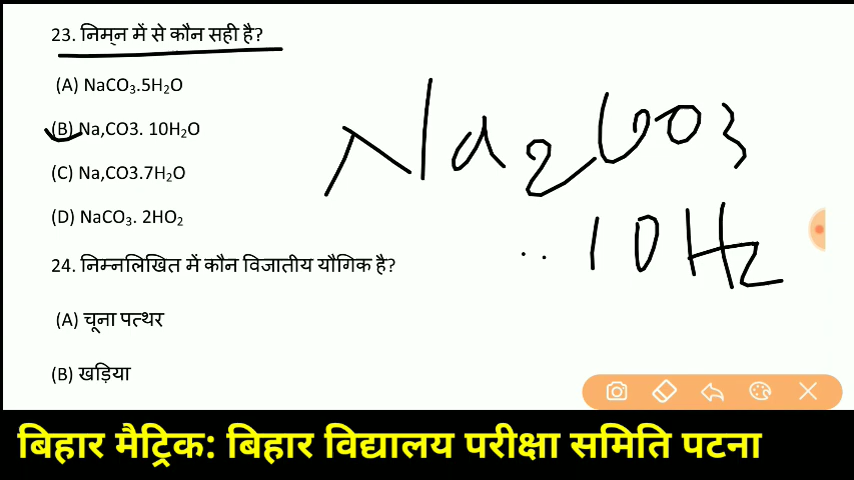 23. निम्न में से कौन सही है?
(A) NaCO₃.5H₂O
(B) Na,CO3. 10H₂O
Na₂CO3
(C) Na,CO3.7H₂O
(D) NaCO₃. 2HO₂
.. 10H₂
24. निम्नलिखित में कौन विजातीय यौगिक है?
(A) चूना पत्थर
(B) खड़िया
बिहार मैट्रिक: बिहार विद्यालय परीक्षा समिति पटना